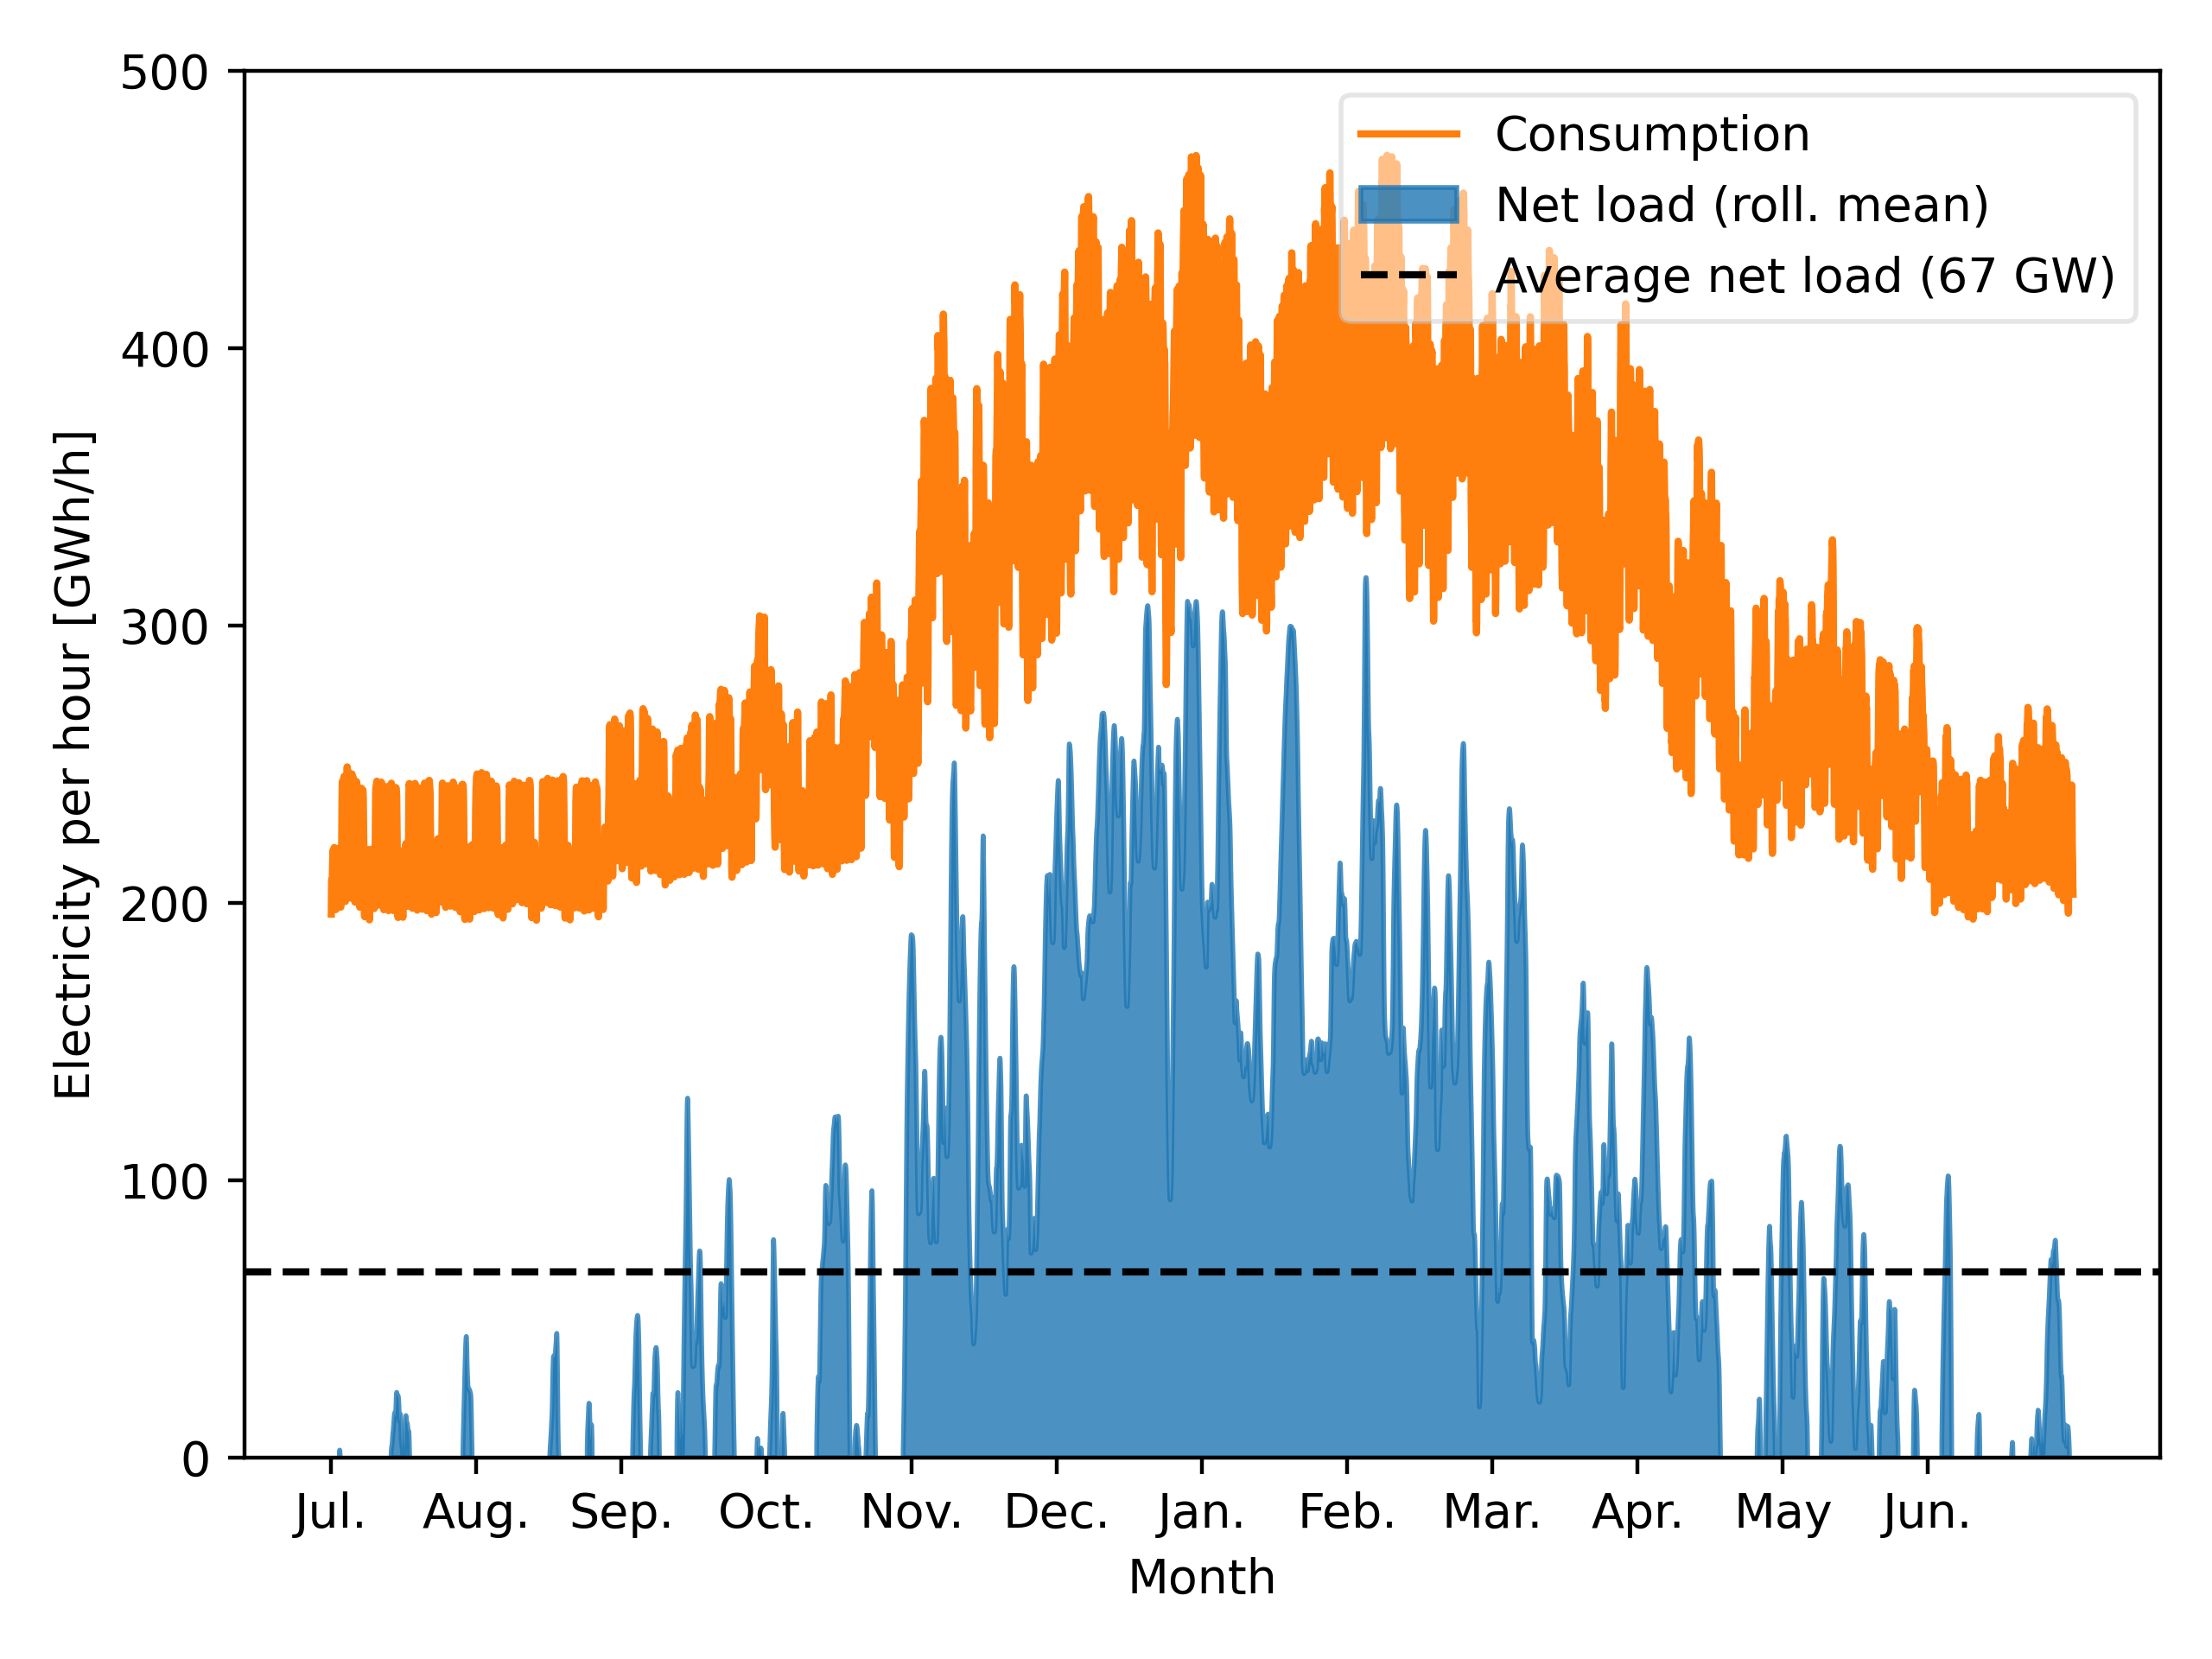 500
400
300
200
100
0
Electricity per hour [GWh/h]
Consumption
Net load (roll. mean)
Average net load (67 GW)
Jul. Aug. Sep. Oct. Nov. Dec. Jan. Feb. Mar. Apr. May Jun.
Month